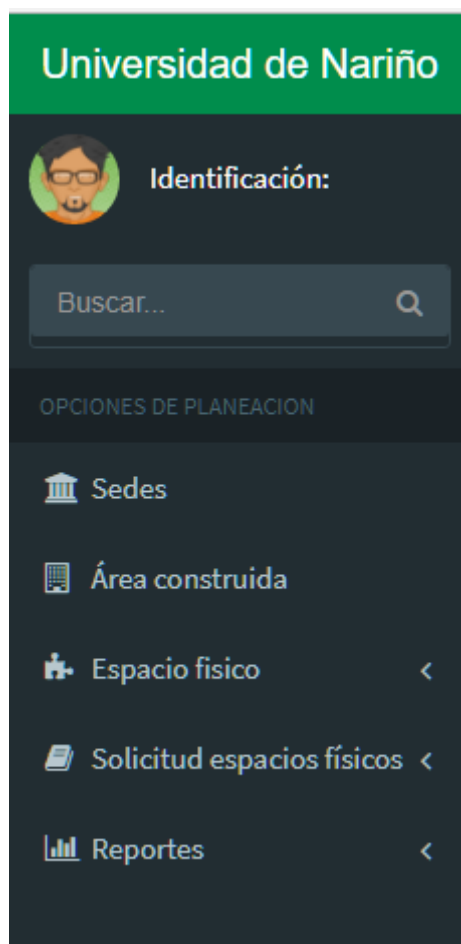 Universidad de Nariño
Identificación:
Buscar...
OPCIONES DE PLANEACION
Sedes
Área construida
Espacio fisico
Solicitud espacios físicos
Reportes